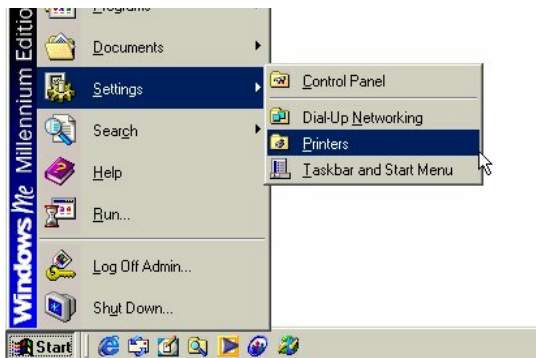 Programs
Documents
Settings
Search
Help
Run...
Log Off Admin...
Shut Down...
Control Panel
Dial-Up Networking
Printers
Taskbar and Start Menu
Windows Me Millennium Editio
Start